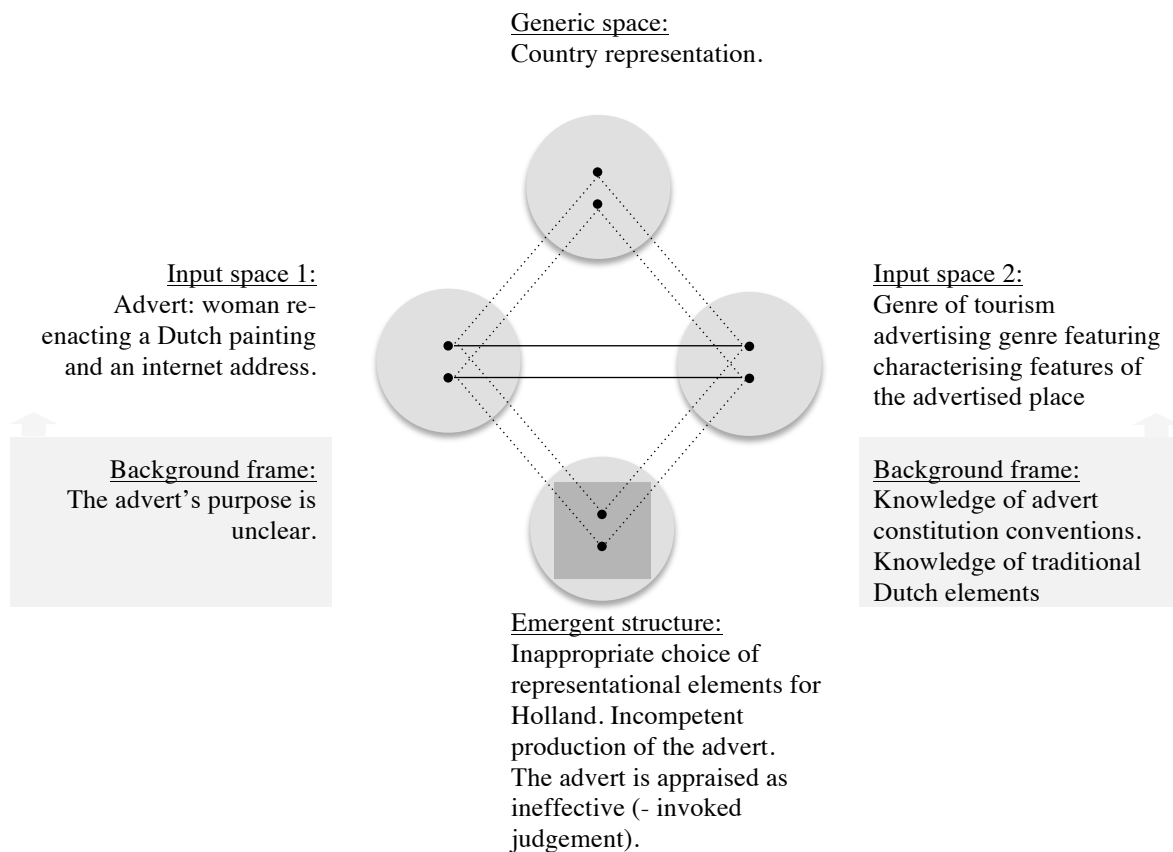 Generic space:
Country representation.
Input space 1:
Advert: woman re-
enacting a Dutch painting
and an internet address.
Input space 2:
Genre of tourism
advertising genre featuring
characterising features of
the advertised place
Background frame:
The advert’s purpose is
unclear.
Background frame:
Knowledge of advert
constitution conventions.
Knowledge of traditional
Dutch elements
Emergent structure:
Inappropriate choice of
representational elements for
Holland. Incompetent
production of the advert.
The advert is appraised as
ineffective (- invoked
judgement).